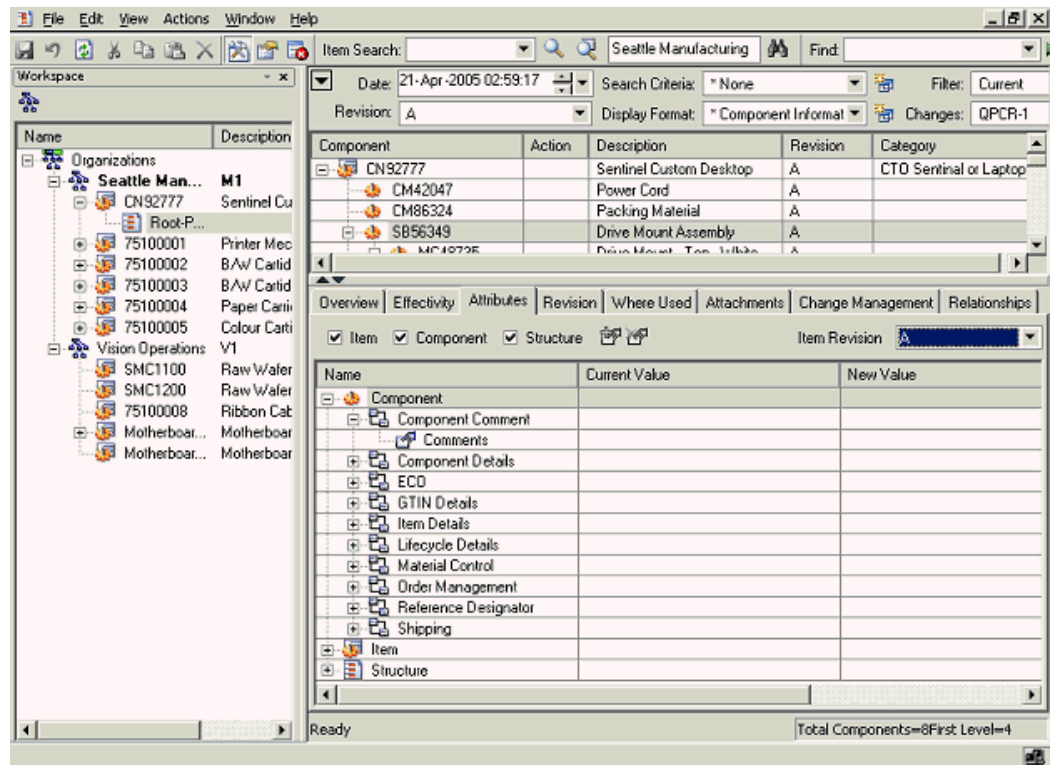 File Edit View Actions Window Help
Item Search: Seattle Manufacturing Find:
Workspace
Date: 21-Apr-2005 02:59:17 Search Criteria: * None Filter: Current
Revision: A Display Format: * Component Informat Changes: QPCR-1
Name Description
Organizations
Seattle Man... M1
CN92777 Sentinel Cu
Root-P...
75100001 Printer Mec
75100002 B/W Cartid
75100003 B/W Cartid
75100004 Paper Carri
75100005 Colour Carti
Vision Operations V1
SMC1100 Raw Wafer
SMC1200 Raw Wafer
75100008 Ribbon Cab
Motherboar... Motherboar
Motherboar... Motherboar
Component Action Description Revision Category
CN92777 Sentinel Custom Desktop A CTO Sentinal or Laptop
CM42047 Power Cord A
CM86324 Packing Material A
SB56349 Drive Mount Assembly A
MC48735 Drive Mount, Top, White A
Overview Effectivity Attributes Revision Where Used Attachments Change Management Relationships
Item Component Structure Item Revision A
Name Current Value New Value
Component
Component Comment
Comments
Component Details
ECO
GTIN Details
Item Details
Lifecycle Details
Material Control
Order Management
Reference Designator
Shipping
Item
Structure
Ready Total Components=8First Level=4